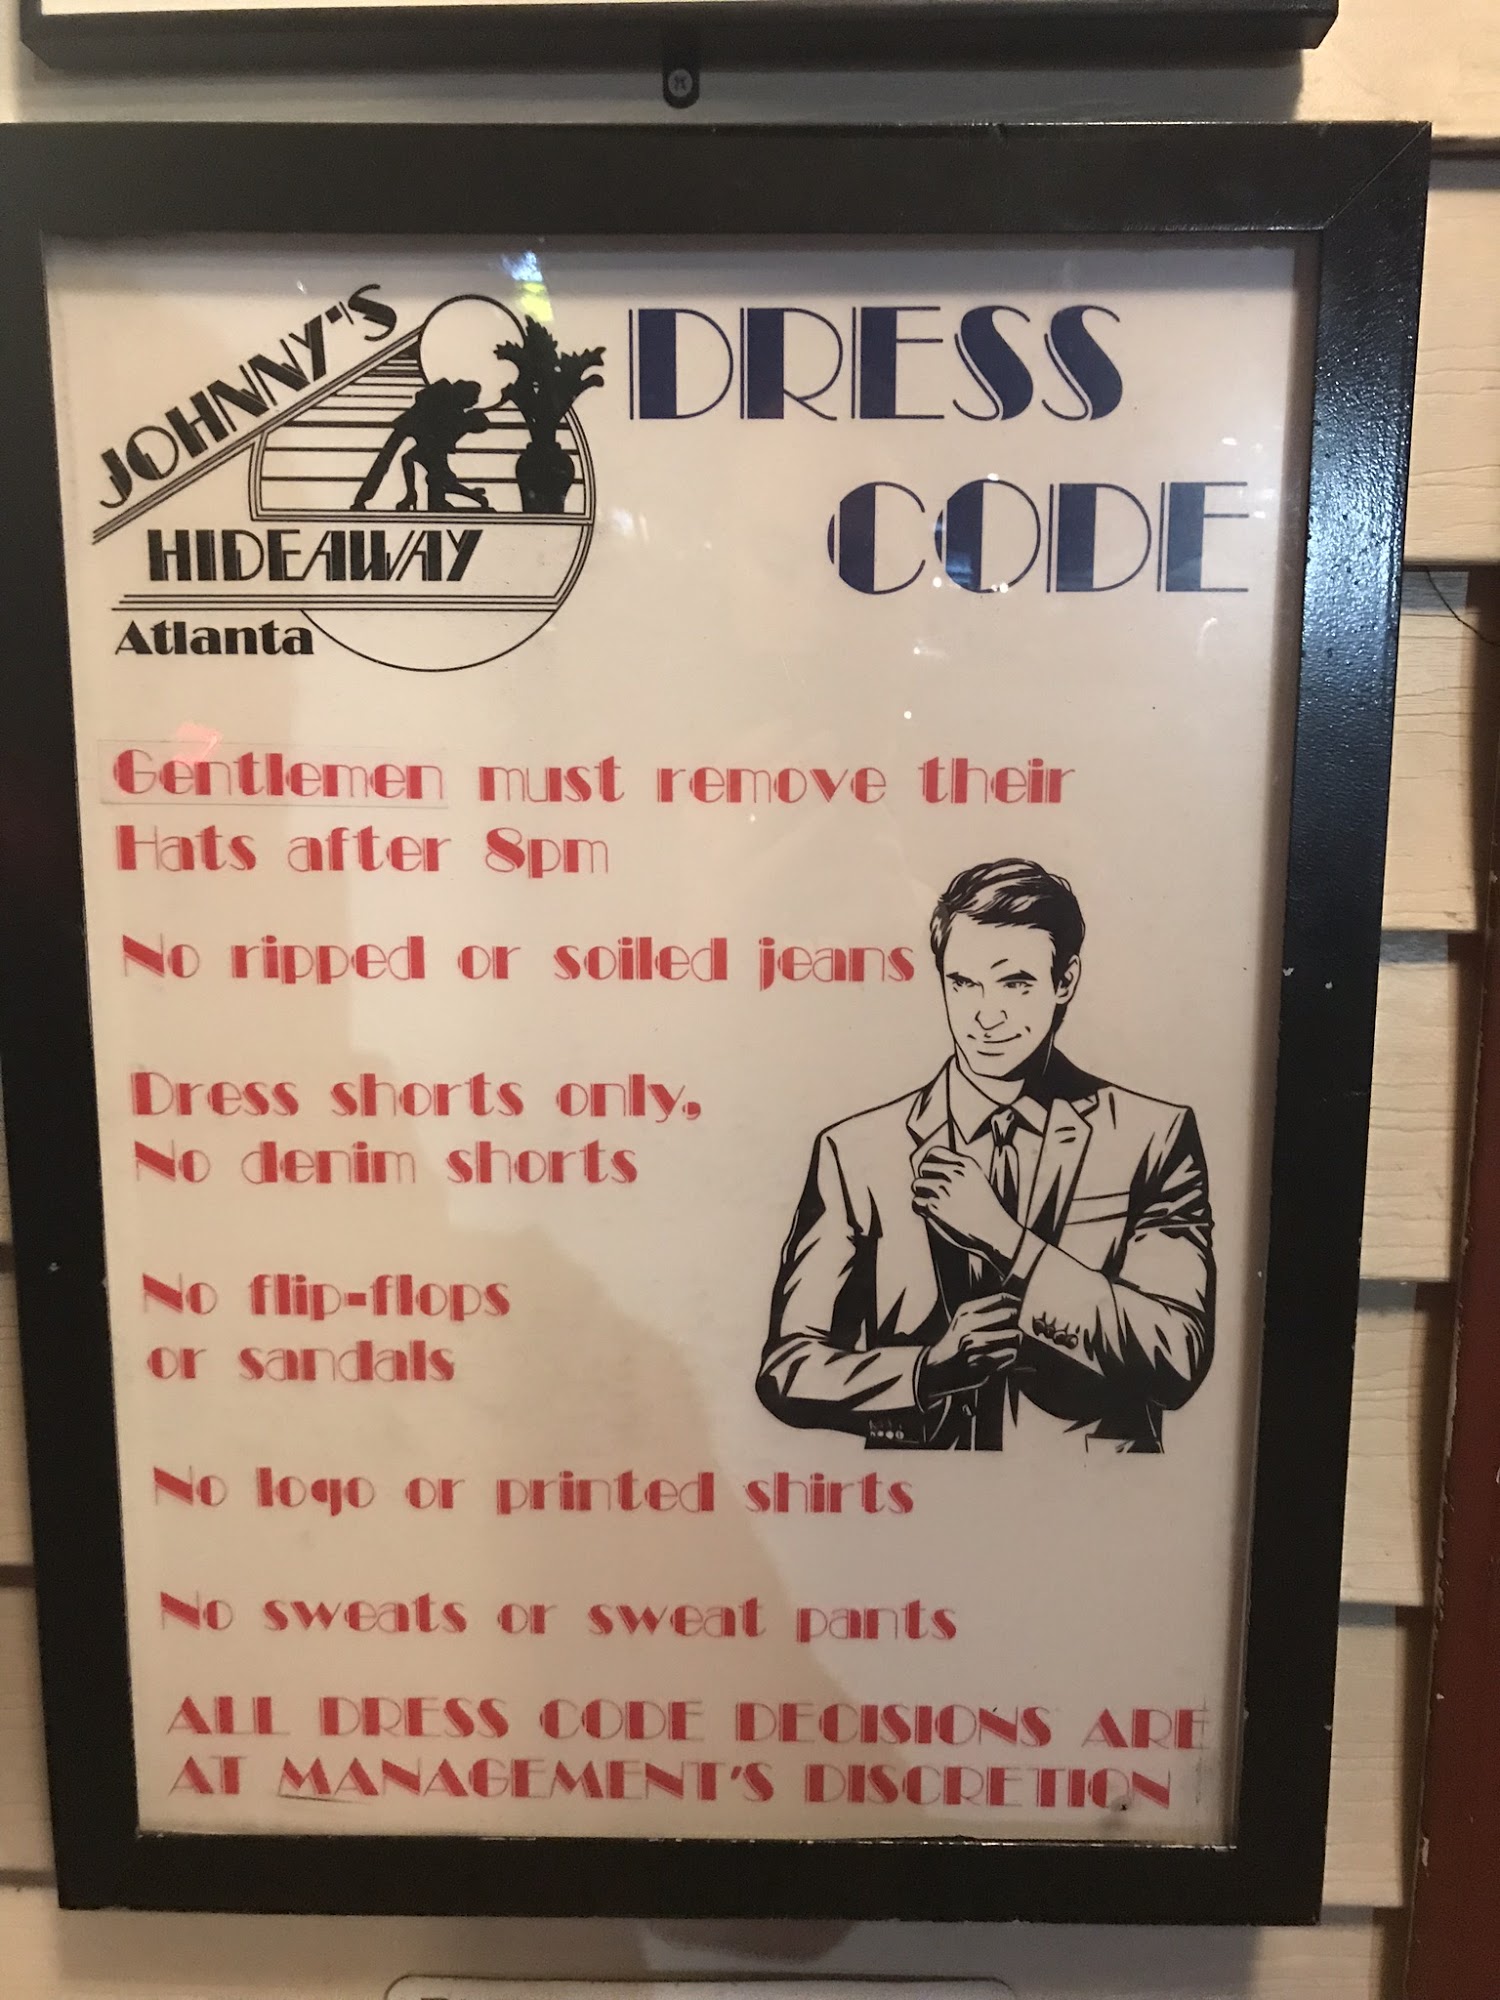 JOHNNY'S
HIDEAWAY
Atlanta
DRESS
CODE
Gentlemen must remove their
Hats after 8pm
No ripped or soiled jeans
Dress shorts only,
No denim shorts
No flip-flops
or sandals
No logo or printed shirts
No sweats or sweat pants
ALL DRESS CODE DECISIONS ARE
AT MANAGEMENT'S DISCRETION